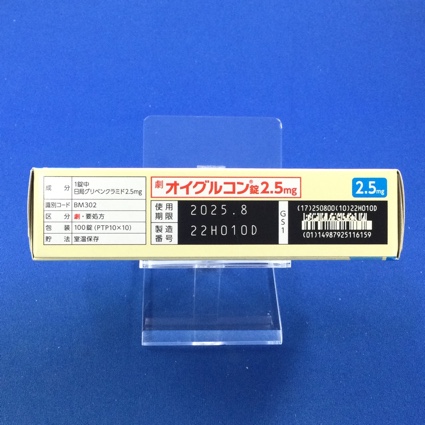 成分 1錠中
日局グリベンクラミド2.5mg
識別コード BM302
区分 劇・要処方
包装 100錠 (PTP10×10)
貯法 室温保存
劇 オイグルコン®錠2.5mg
使用期限 2025.8
製造番号 22H010D
GS1
2.5mg
(17)250800(10)22H010D
(01)14987925116159